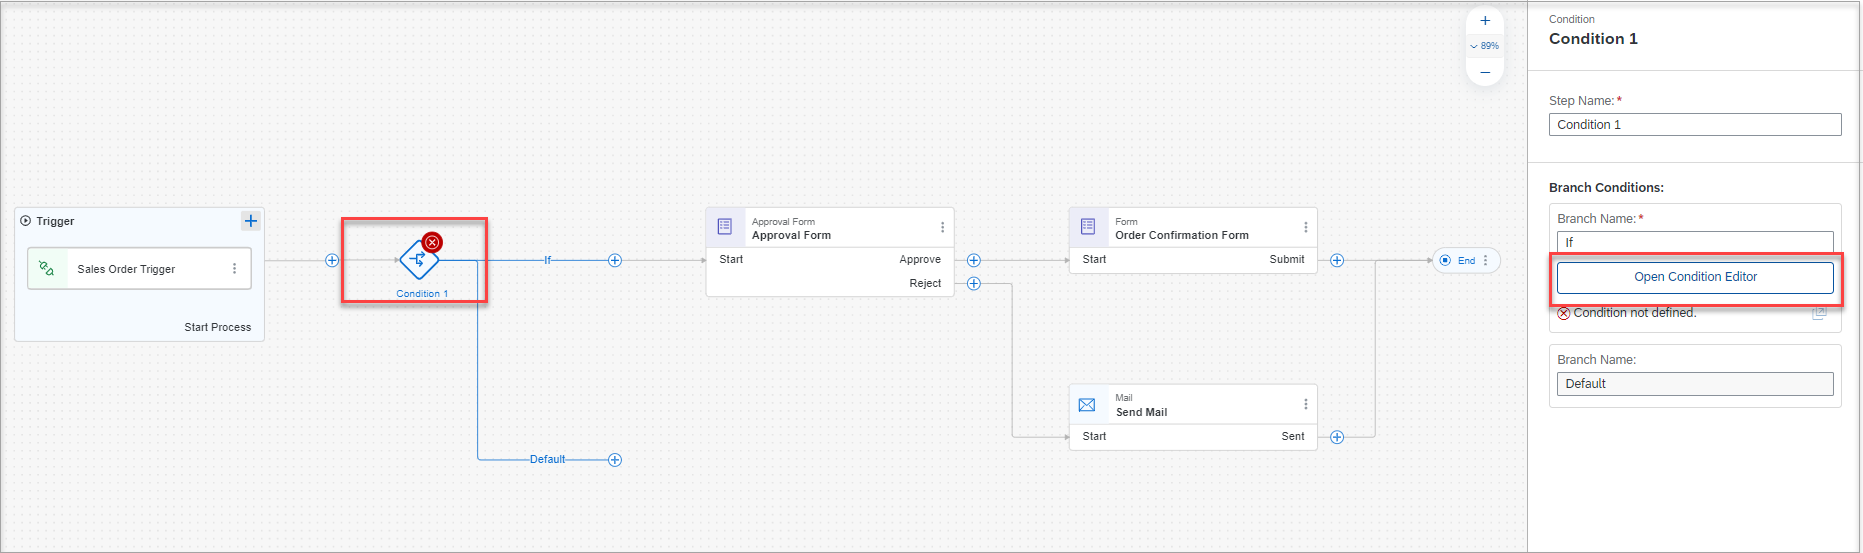 Trigger
Sales Order Trigger
Start Process
Condition 1
If
Default
Approval Form
Approval Form
Start
Approve
Reject
Form
Order Confirmation Form
Start
Submit
Mail
Send Mail
Start
Sent
End
89%
Condition
Condition 1
Step Name:*
Condition 1
Branch Conditions:
Branch Name:*
If
Open Condition Editor
Condition not defined.
Branch Name:
Default